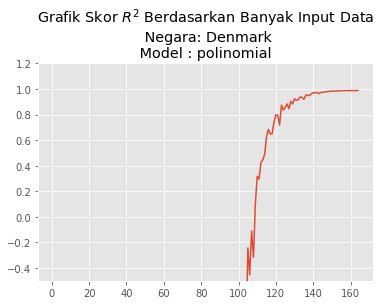 Grafik Skor R² Berdasarkan Banyak Input Data
Negara: Denmark
Model : polinomial
1.2
1.0
0.8
0.6
0.4
0.2
0.0
−0.2
−0.4
0 20 40 60 80 100 120 140 160